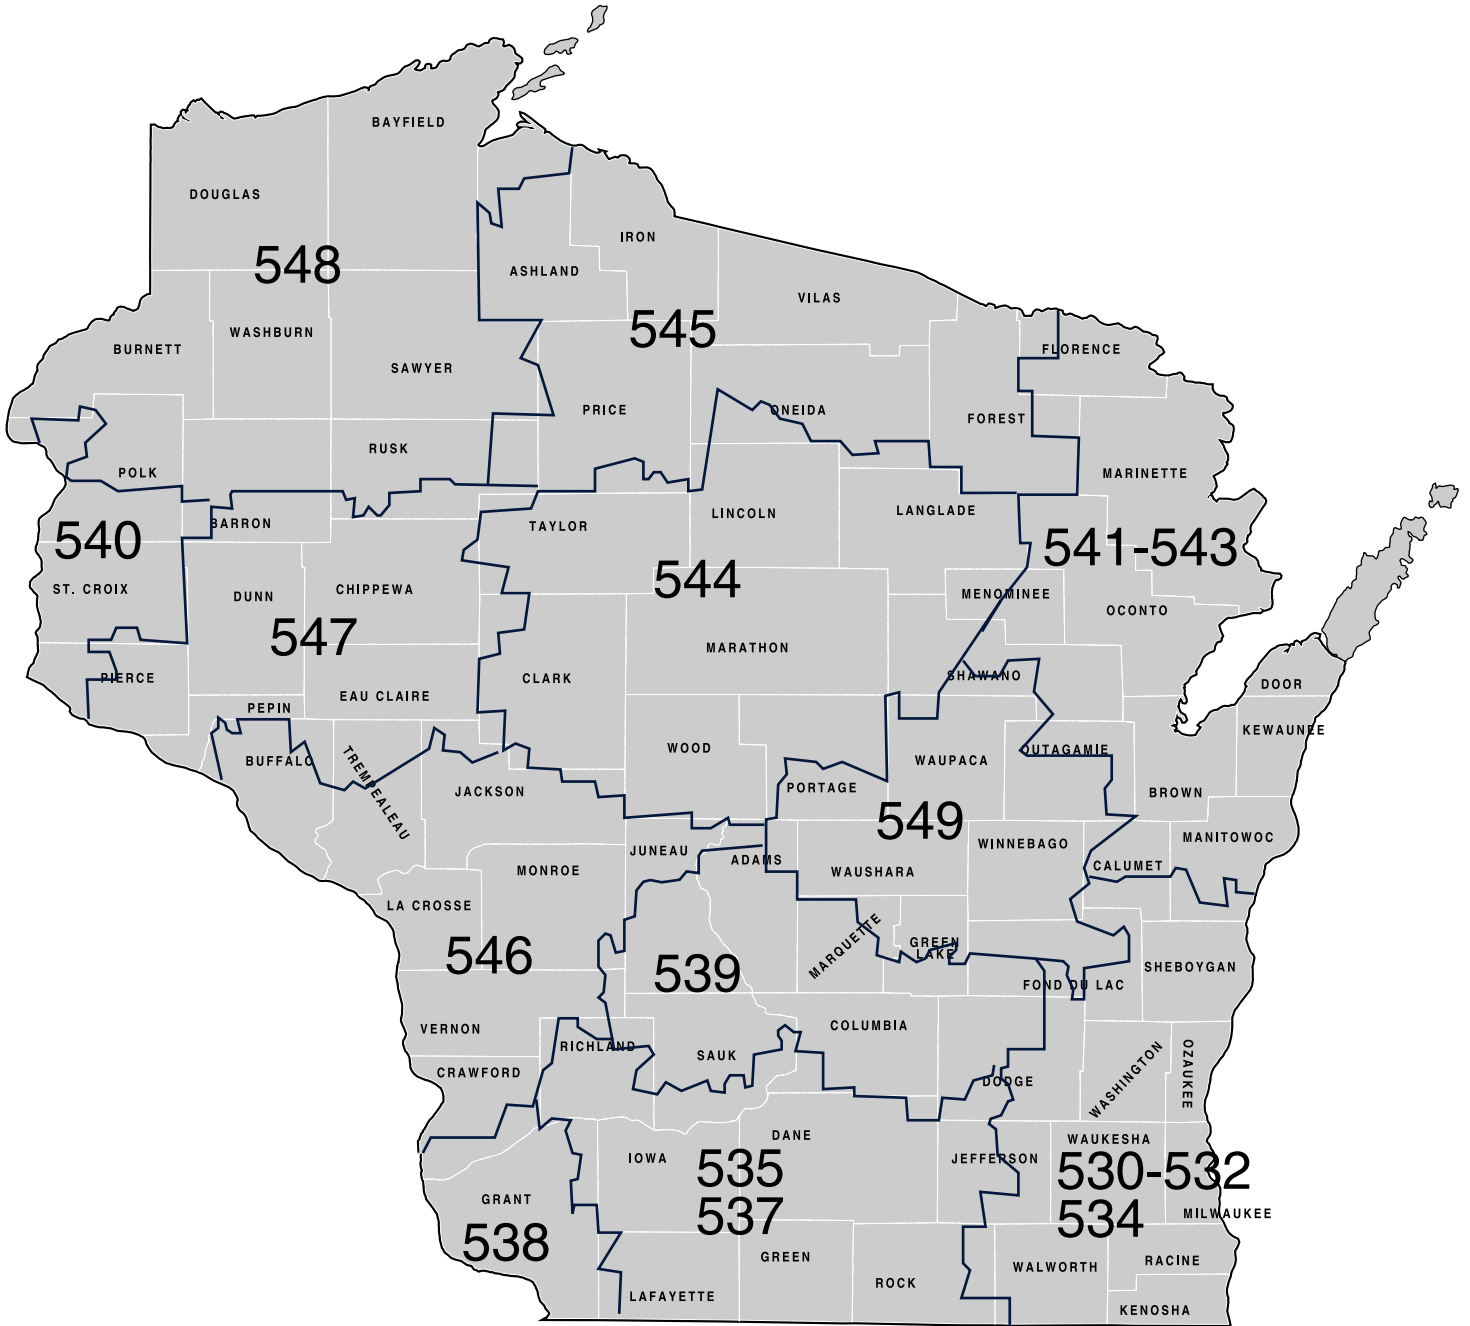 BAYFIELD
DOUGLAS
IRON
548
ASHLAND
VILAS
545
WASHBURN
BURNETT
FLORENCE
SAWYER
PRICE
ONEIDA
FOREST
RUSK
POLK
MARINETTE
LINCOLN
LANGLADE
BARRON
TAYLOR
540
541-543
544
ST. CROIX
DUNN
CHIPPEWA
MENOMINEE
OCONTO
547
MARATHON
PIERCE
CLARK
SHAWANO
DOOR
EAU CLAIRE
PEPIN
KEWAUNEE
WOOD
OUTAGAMIE
BUFFALO
WAUPACA
TREMPEALEAU
JACKSON
PORTAGE
BROWN
549
MANITOWOC
JUNEAU
ADAMS
WINNEBAGO
CALUMET
MONROE
WAUSHARA
LA CROSSE
MARQUETTE
GREEN
LAKE
546
539
SHEBOYGAN
FOND DU LAC
VERNON
COLUMBIA
RICHLAND
SAUK
CRAWFORD
DODGE
WASHINGTON
OZAUKEE
DANE
WAUKESHA
IOWA
535
JEFFERSON
530-532
GRANT
537
534
MILWAUKEE
538
GREEN
WALWORTH
RACINE
ROCK
LAFAYETTE
KENOSHA